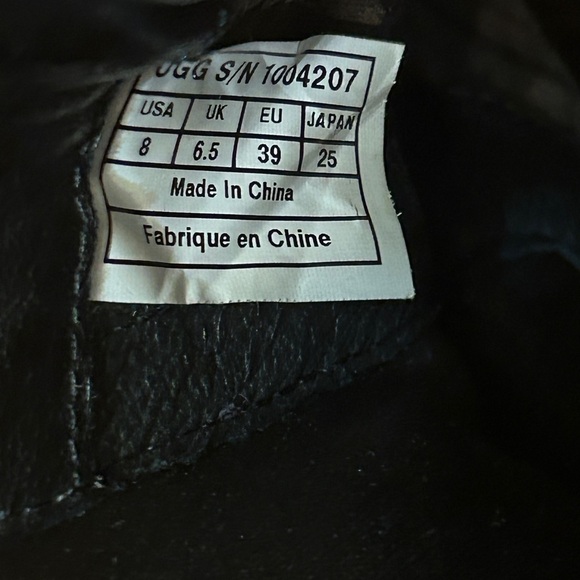 UGG S/N 1004207
USA UK EU JAPAN
8 6.5 39 25
Made In China
Fabrique en Chine